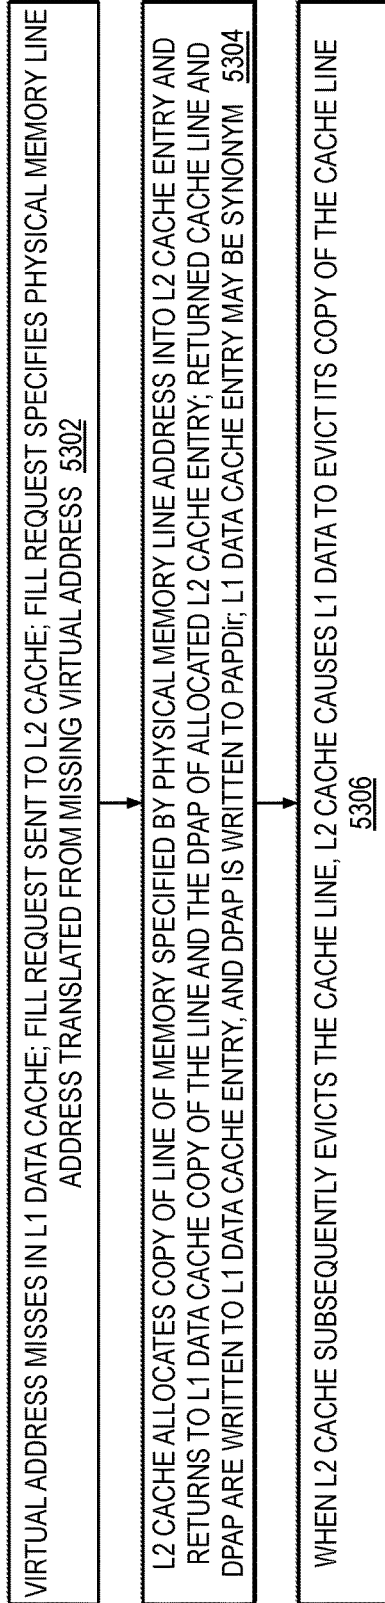 VIRTUAL ADDRESS MISSES IN L1 DATA CACHE; FILL REQUEST SENT TO L2 CACHE; FILL REQUEST SPECIFIES PHYSICAL MEMORY LINE
ADDRESS TRANSLATED FROM MISSING VIRTUAL ADDRESS 5302
L2 CACHE ALLOCATES COPY OF LINE OF MEMORY SPECIFIED BY PHYSICAL MEMORY LINE ADDRESS INTO L2 CACHE ENTRY AND
RETURNS TO L1 DATA CACHE COPY OF THE LINE AND THE DPAP OF ALLOCATED L2 CACHE ENTRY; RETURNED CACHE LINE AND
DPAP ARE WRITTEN TO L1 DATA CACHE ENTRY, AND DPAP IS WRITTEN TO PAPDir; L1 DATA CACHE ENTRY MAY BE SYNONYM 5304
WHEN L2 CACHE SUBSEQUENTLY EVICTS THE CACHE LINE, L2 CACHE CAUSES L1 DATA TO EVICT ITS COPY OF THE CACHE LINE
5306